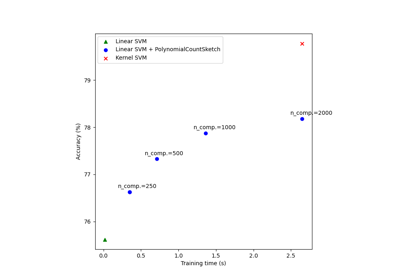 Linear SVM
Linear SVM + PolynomialCountSketch
Kernel SVM
79
78
77
76
n_comp.=2000
n_comp.=1000
n_comp.=500
n_comp.=250
Accuracy (%)
0.0 0.5 1.0 1.5 2.0 2.5
Training time (s)